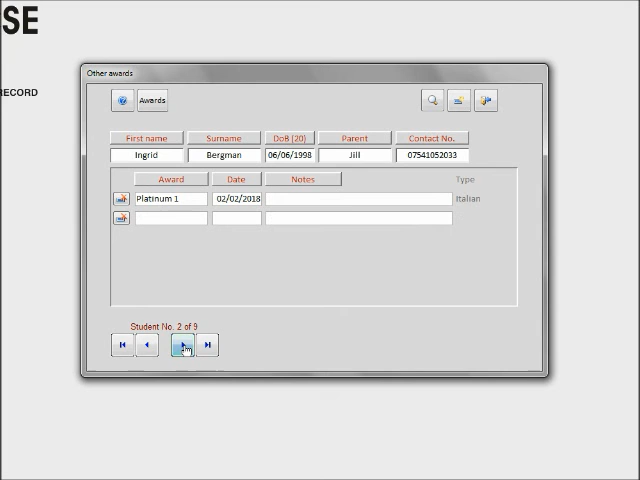 SE
RECORD
Other awards
Awards
First name Surname DoB (20) Parent Contact No.
Ingrid Bergman 06/06/1998 Jill 07541052033
Award Date Notes Type
Platinum 1 02/02/2018 Italian
Student No. 2 of 9